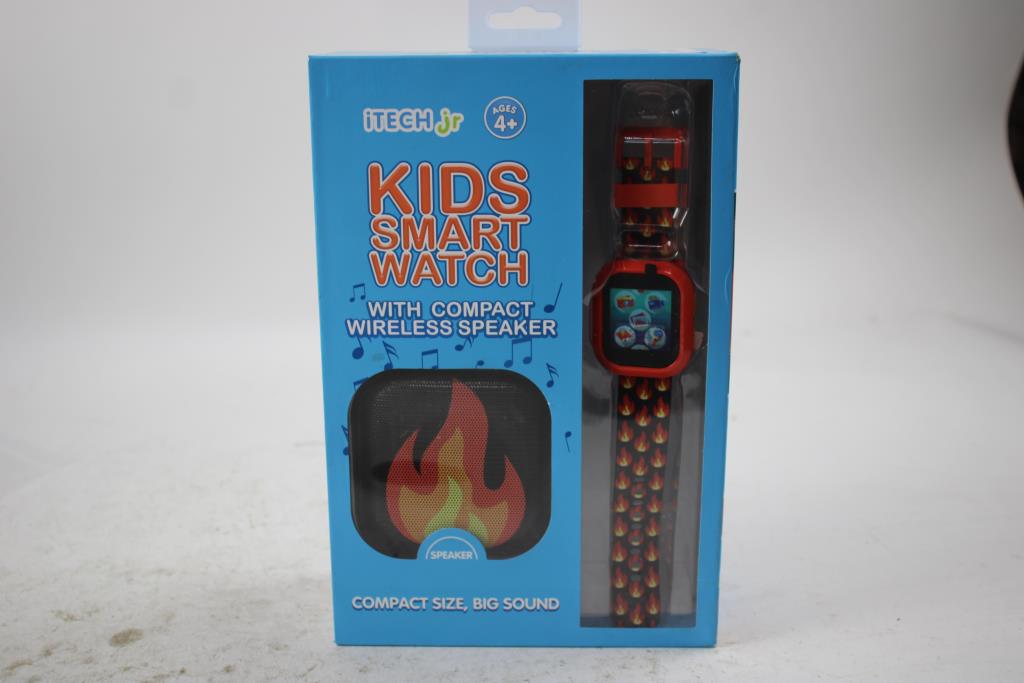 iTECH jr
AGES
4+
KIDS
SMART
WATCH
WITH COMPACT
WIRELESS SPEAKER
SPEAKER
COMPACT SIZE, BIG SOUND